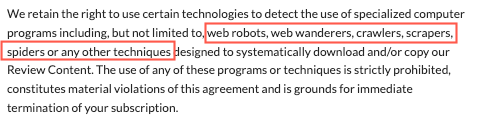 We retain the right to use certain technologies to detect the use of specialized computer
programs including, but not limited to, web robots, web wanderers, crawlers, scrapers,
spiders or any other techniques designed to systematically download and/or copy our
Review Content. The use of any of these programs or techniques is strictly prohibited,
constitutes material violations of this agreement and is grounds for immediate
termination of your subscription.